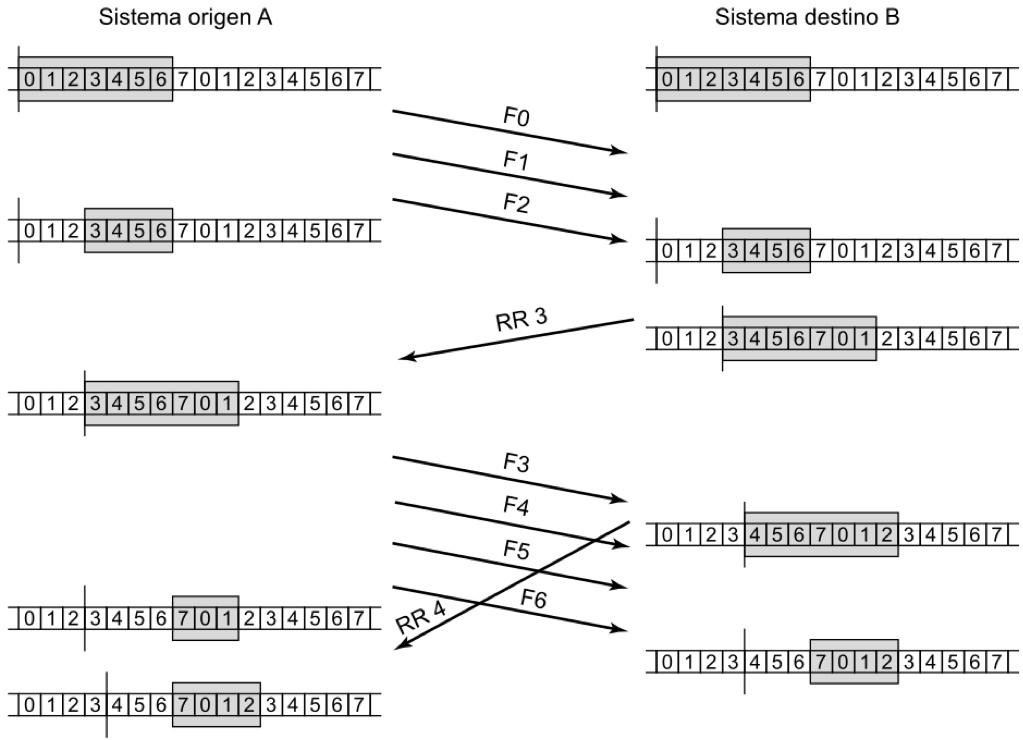 Sistema origen A
Sistema destino B
0 1 2 3 4 5 6 7 0 1 2 3 4 5 6 7
0 1 2 3 4 5 6 7 0 1 2 3 4 5 6 7
F0
F1
F2
0 1 2 3 4 5 6 7 0 1 2 3 4 5 6 7
0 1 2 3 4 5 6 7 0 1 2 3 4 5 6 7
RR 3
0 1 2 3 4 5 6 7 0 1 2 3 4 5 6 7
0 1 2 3 4 5 6 7 0 1 2 3 4 5 6 7
F3
F4
F5
F6
RR 4
0 1 2 3 4 5 6 7 0 1 2 3 4 5 6 7
0 1 2 3 4 5 6 7 0 1 2 3 4 5 6 7
0 1 2 3 4 5 6 7 0 1 2 3 4 5 6 7
0 1 2 3 4 5 6 7 0 1 2 3 4 5 6 7